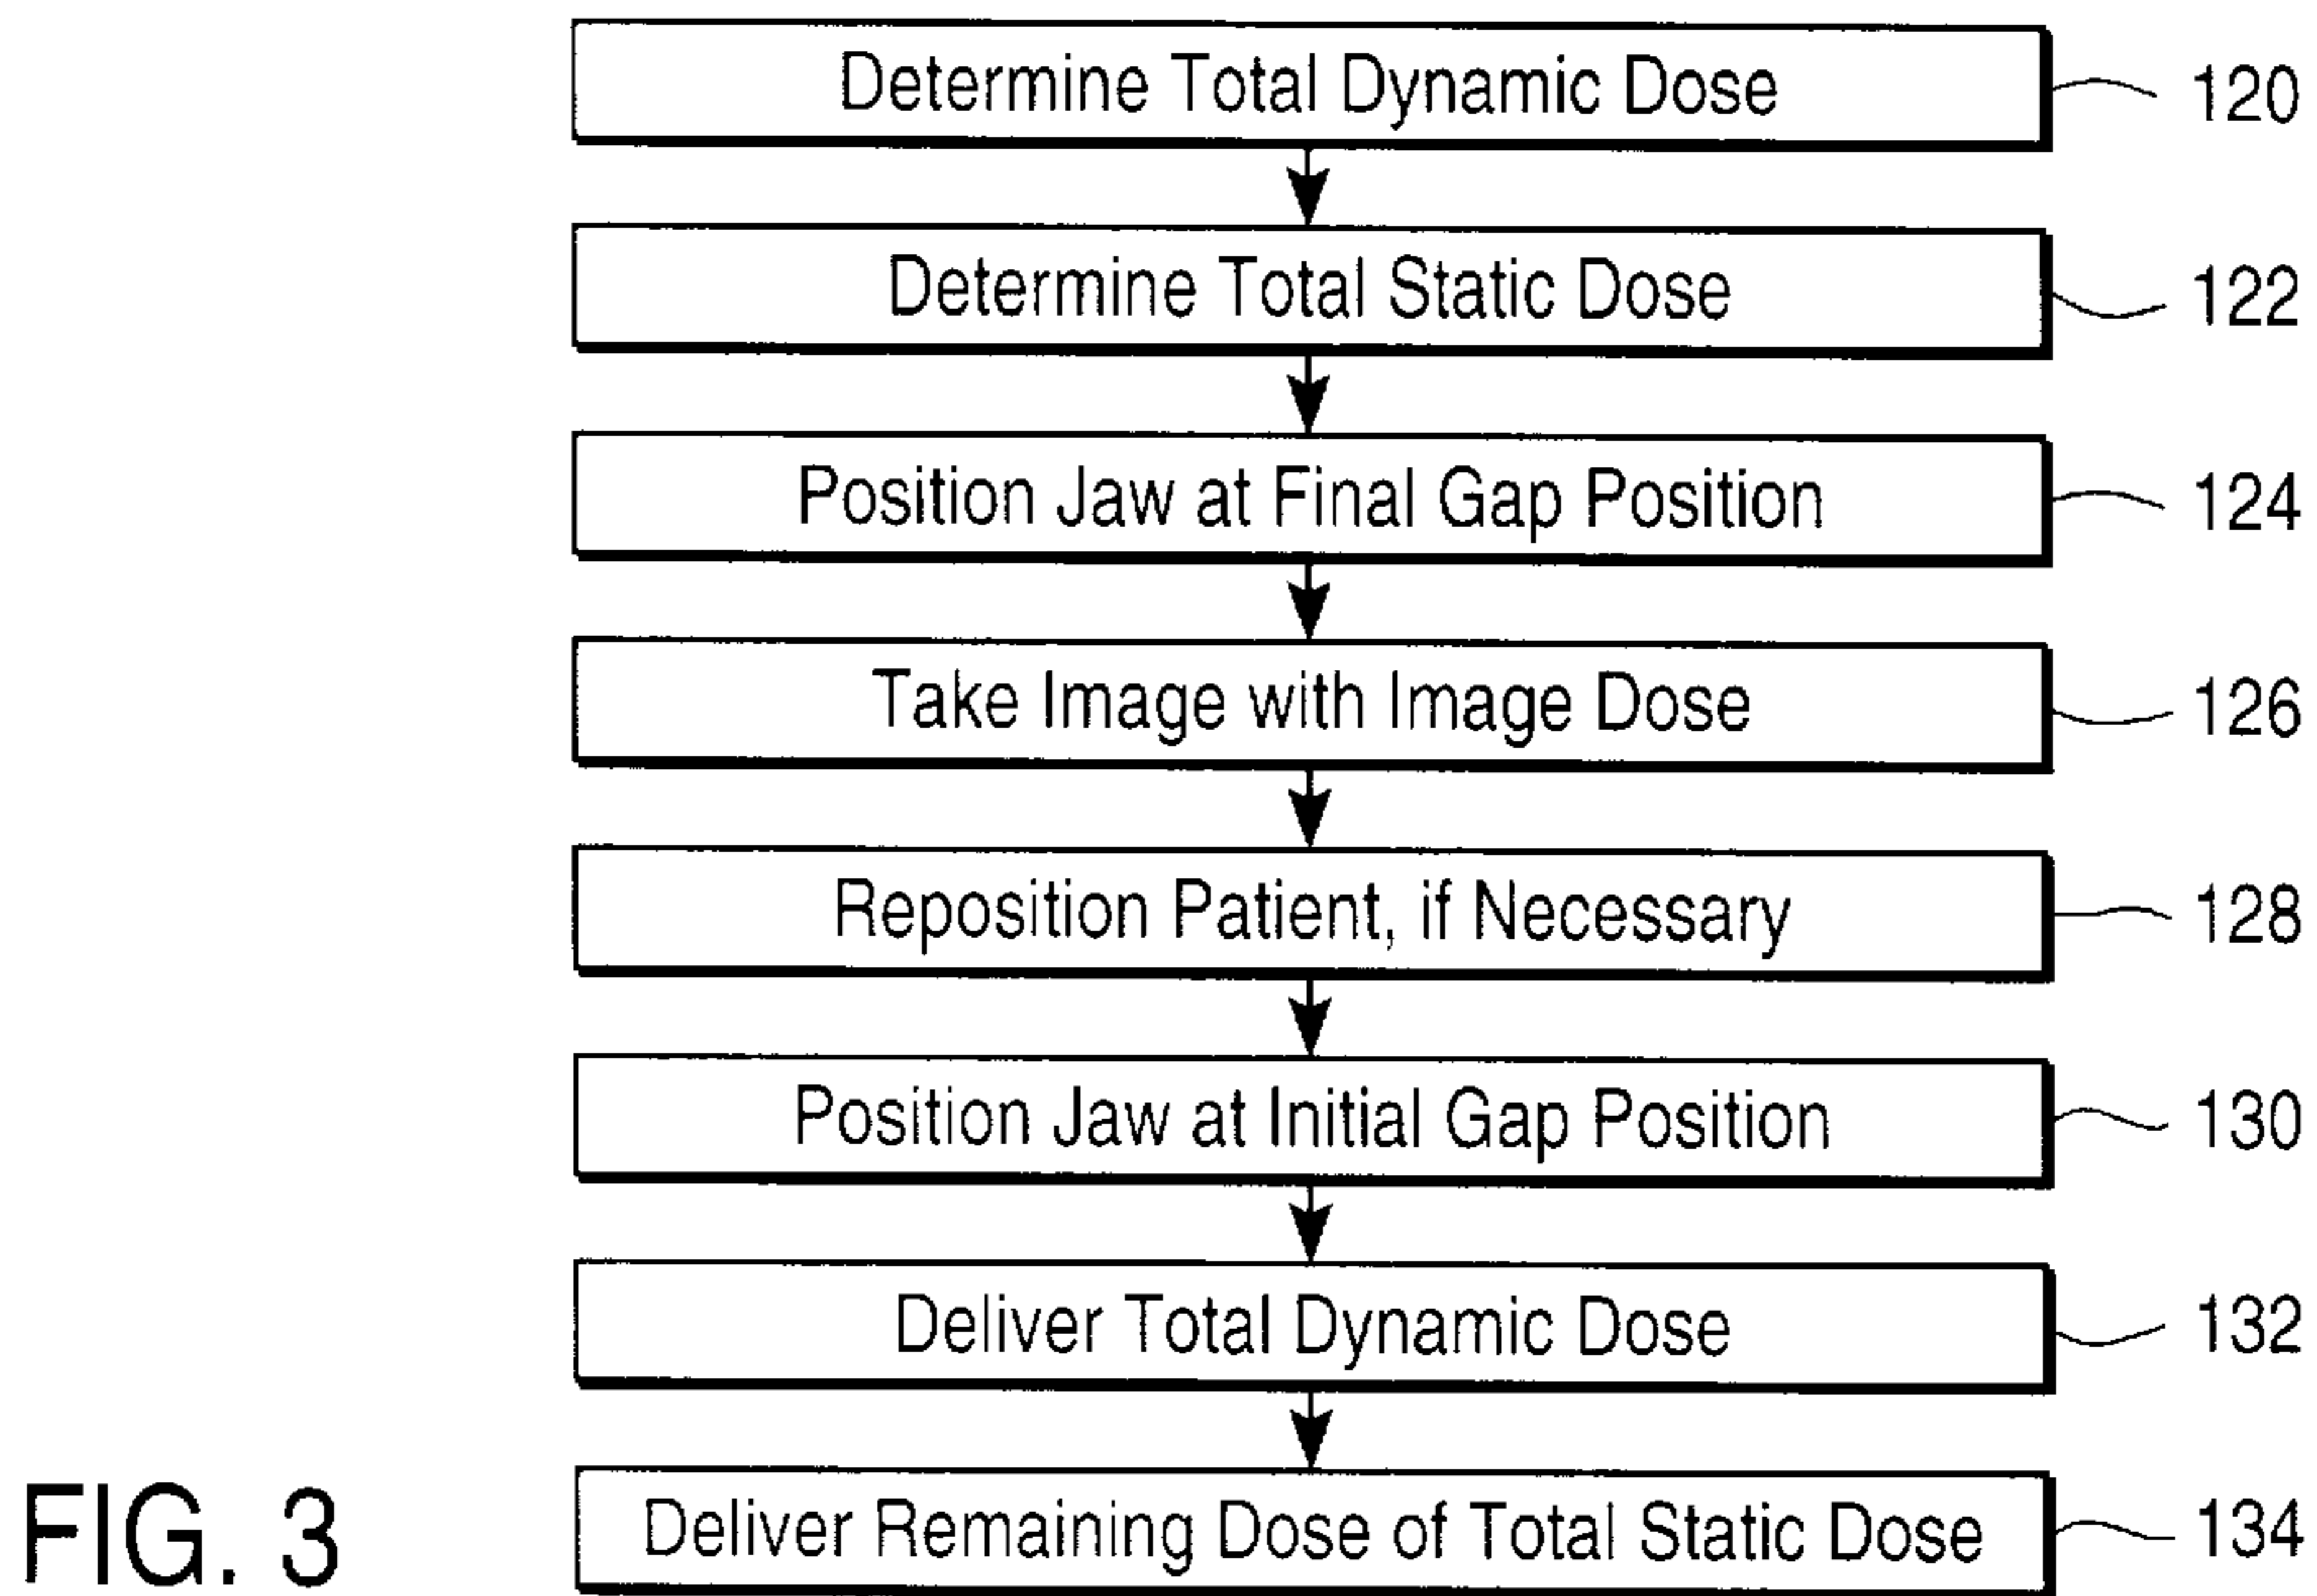 Determine Total Dynamic Dose 120
Determine Total Static Dose 122
Position Jaw at Final Gap Position 124
Take Image with Image Dose 126
Reposition Patient, if Necessary 128
Position Jaw at Initial Gap Position 130
Deliver Total Dynamic Dose 132
Deliver Remaining Dose of Total Static Dose 134
FIG. 3